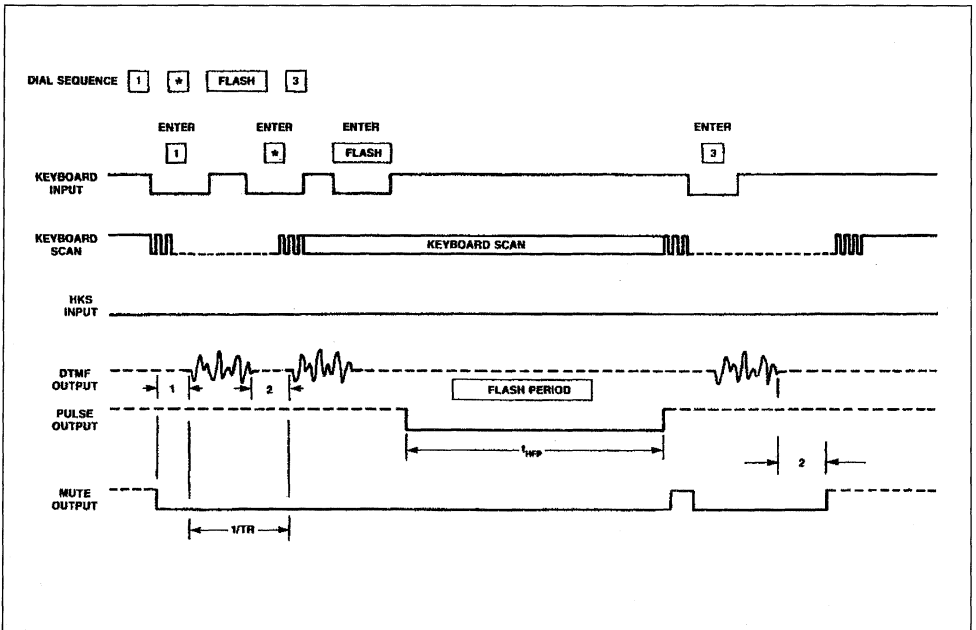 DIAL SEQUENCE 1 * FLASH 3
ENTER ENTER ENTER ENTER
1 * FLASH 3
KEYBOARD
INPUT
KEYBOARD
SCAN
KEYBOARD SCAN
HKS
INPUT
DTMF
OUTPUT
1 2
FLASH PERIOD
PULSE
OUTPUT
tHFP
2
MUTE
OUTPUT
1/TR